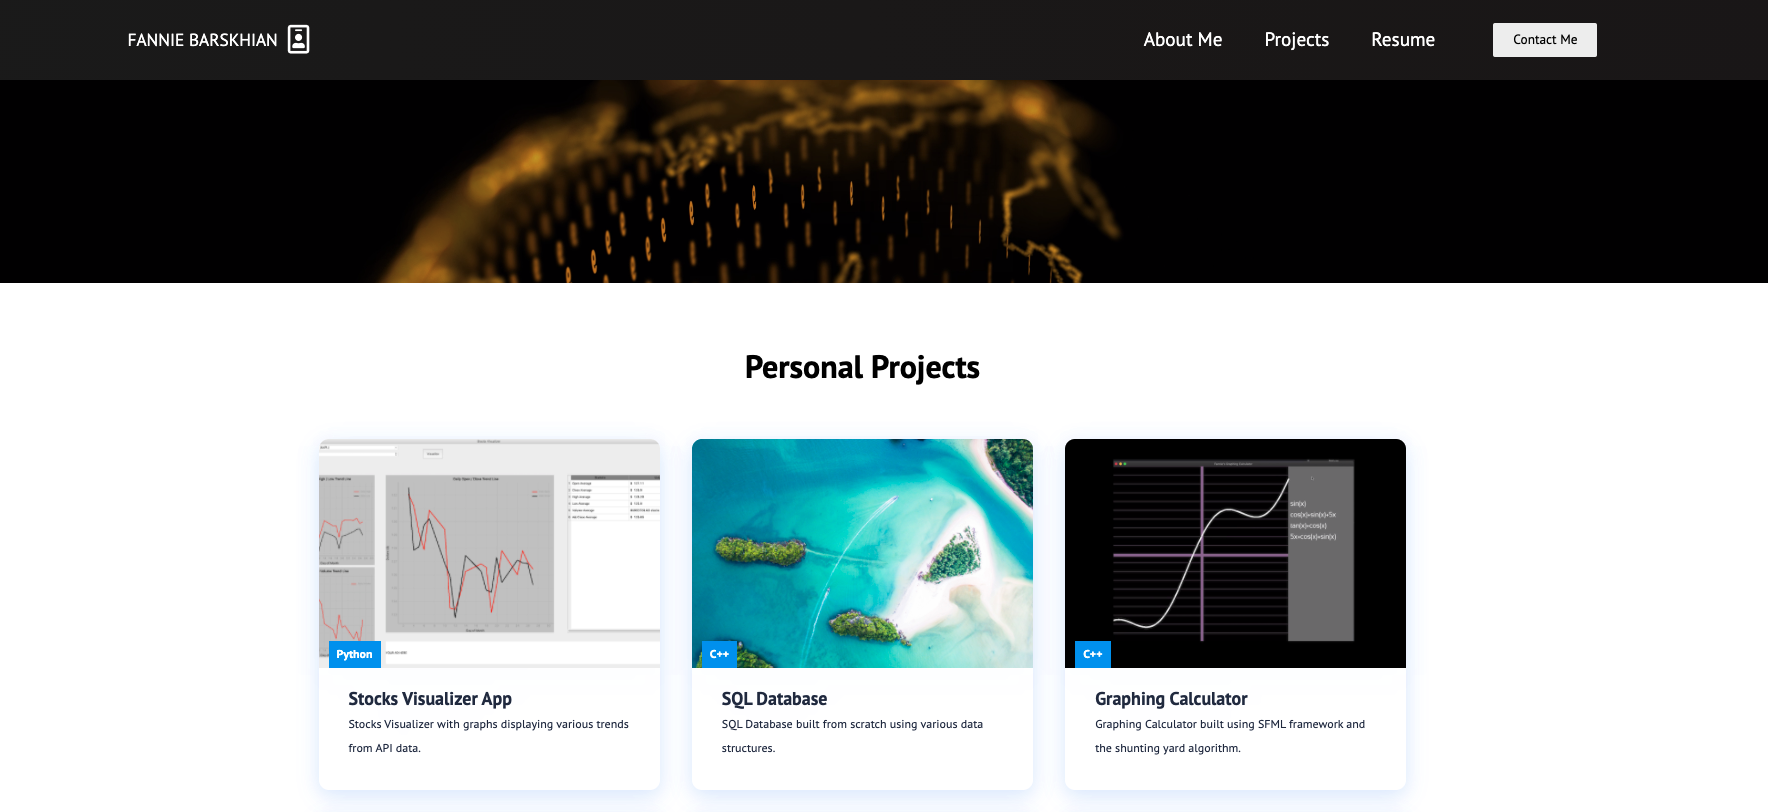 FANNIE BARSKHIAN
About Me
Projects
Resume
Contact Me
Personal Projects
Python
Stocks Visualizer App
Stocks Visualizer with graphs displaying various trends
from API data.
C++
SQL Database
SQL Database built from scratch using various data
structures.
sin(x)
cos(x)+sin(x)+5x
tan(x)+cos(x)
5x+cos(x)+sin(x)
C++
Graphing Calculator
Graphing Calculator built using SFML framework and
the shunting yard algorithm.